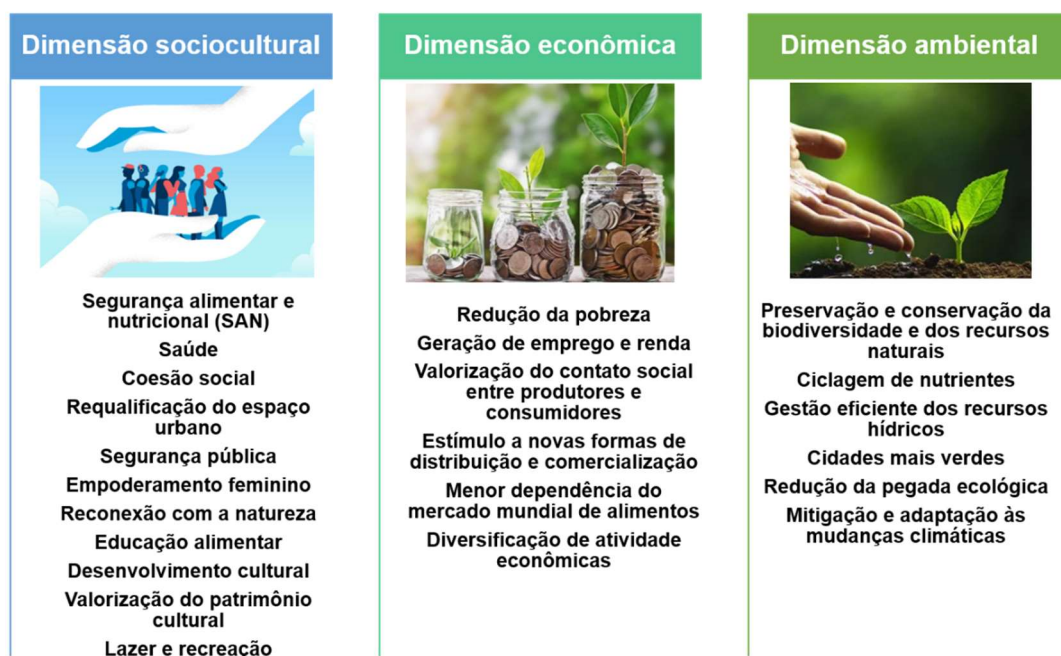 Dimensão sociocultural
Segurança alimentar e
nutricional (SAN)
Saúde
Coesão social
Requalificação do espaço
urbano
Segurança pública
Empoderamento feminino
Reconexão com a natureza
Educação alimentar
Desenvolvimento cultural
Valorização do patrimônio
cultural
Lazer e recreação
Dimensão econômica
Redução da pobreza
Geração de emprego e renda
Valorização do contato social
entre produtores e
consumidores
Estímulo a novas formas de
distribuição e comercialização
Menor dependência do
mercado mundial de alimentos
Diversificação de atividade
econômicas
Dimensão ambiental
Preservação e conservação da
biodiversidade e dos recursos
naturais
Ciclagem de nutrientes
Gestão eficiente dos recursos
hídricos
Cidades mais verdes
Redução da pegada ecológica
Mitigação e adaptação às
mudanças climáticas